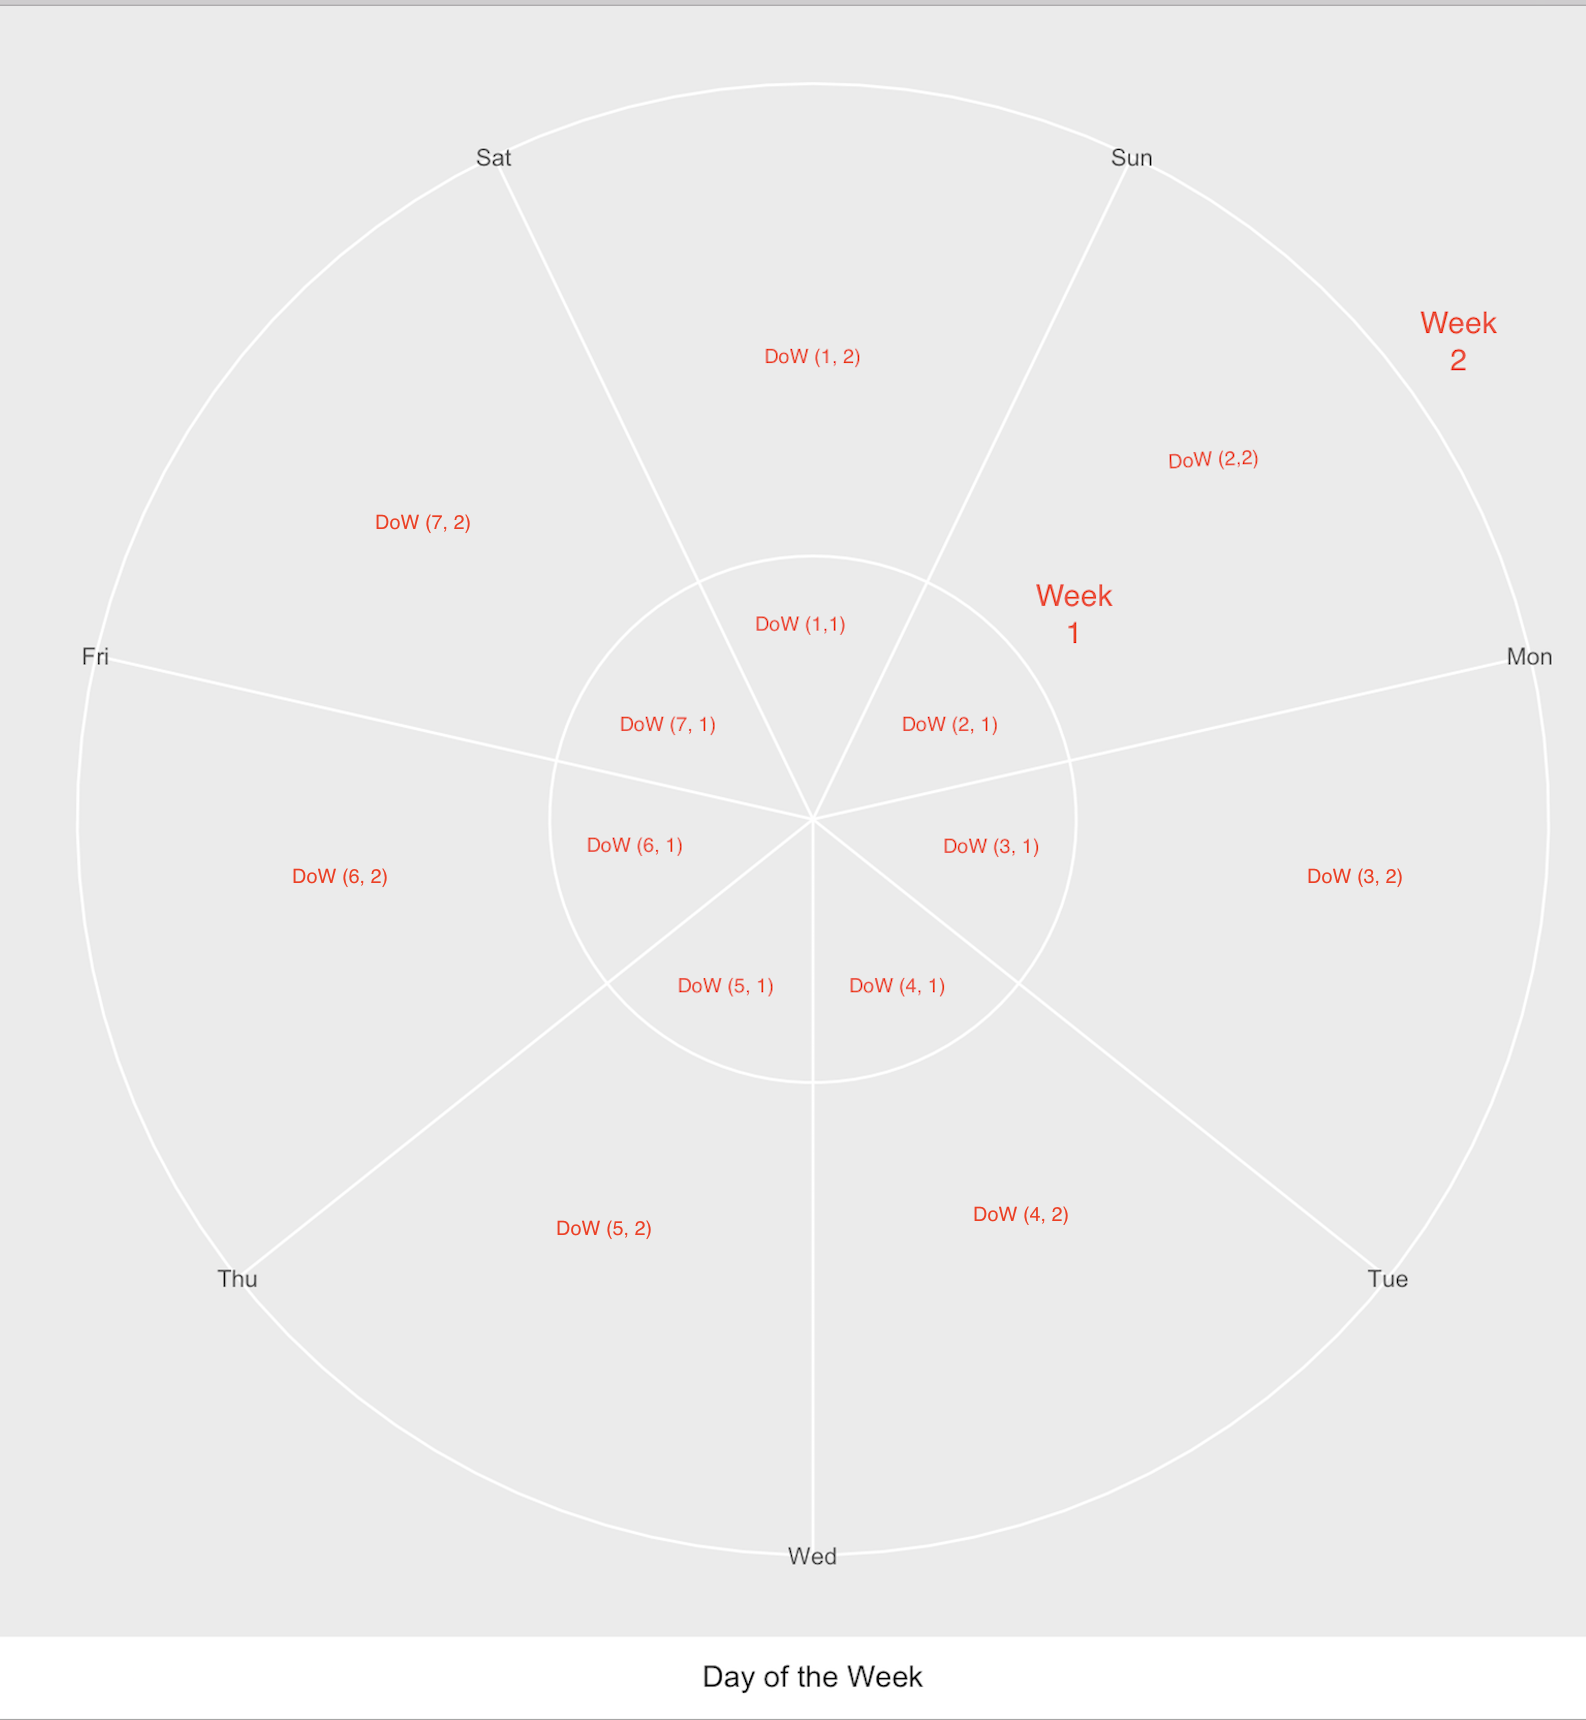 Sat
Sun
Week
2
DoW (1, 2)
DoW (2,2)
DoW (7, 2)
Week
1
DoW (1,1)
Fri
Mon
DoW (7, 1)
DoW (2, 1)
DoW (6, 1)
DoW (3, 1)
DoW (6, 2)
DoW (3, 2)
DoW (5, 1)
DoW (4, 1)
DoW (5, 2)
DoW (4, 2)
Thu
Tue
Wed
Day of the Week